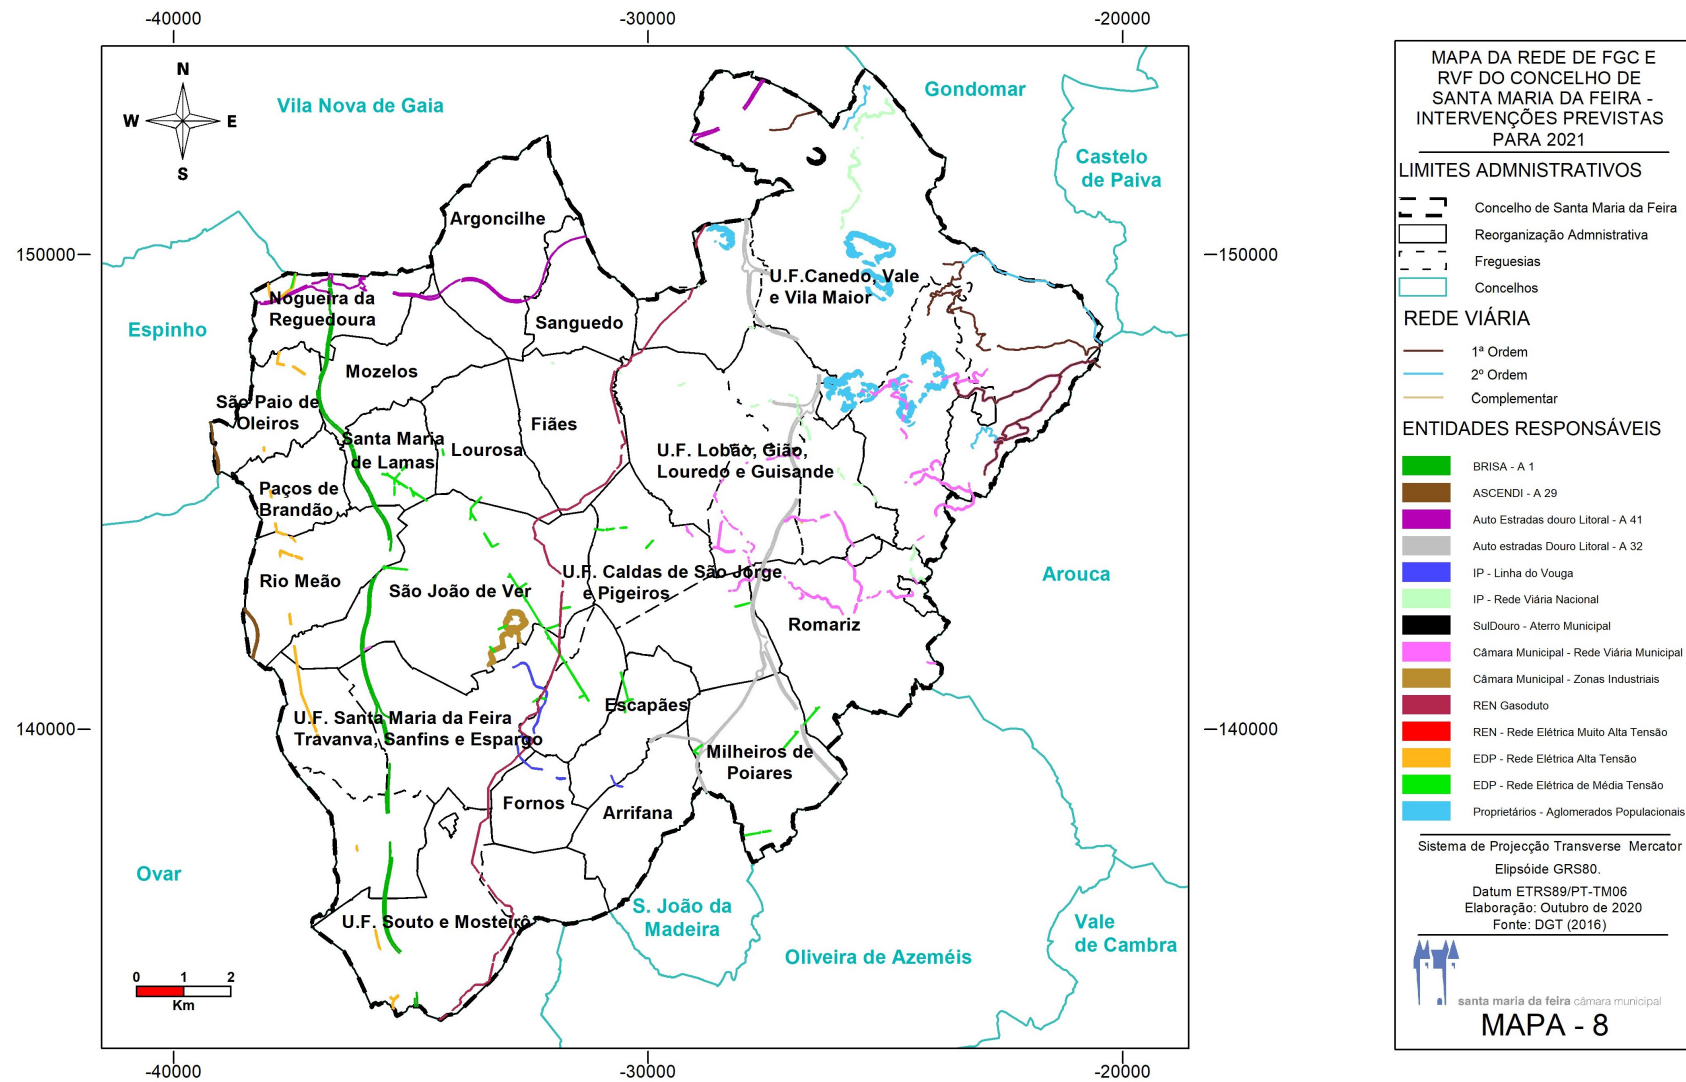 -40000
-30000
-20000
N
W
E
S
Vila Nova de Gaia
Gondomar
Castelo
de Paiva
Argoncilhe
150000
150000
U.F.Canedo, Vale
e Vila Maior
Nogueira da
Reguedoura
Sanguedo
Espinho
Mozelos
São Paio de
Oleiros
Fiães
Santa Maria
de Lamas
Lourosa
U.F. Lobão, Gião,
Louredo e Guisande
Paços de
Brandão
Rio Meão
São João de Ver
U.F. Caldas de São Jorge
e Pigeiros
Arouca
Romariz
Escapães
U.F. Santa Maria da Feira
Travanva, Sanfins e Espargo
140000
140000
Milheiros de
Poiares
Fornos
Arrifana
Ovar
U.F. Souto e Mosteirô
S. João da
Madeira
Vale
de Cambra
Oliveira de Azeméis
0 1 2
Km
-40000
-30000
-20000
MAPA DA REDE DE FGC E
RVF DO CONCELHO DE
SANTA MARIA DA FEIRA -
INTERVENÇÕES PREVISTAS
PARA 2021
LIMITES ADMNISTRATIVOS
Concelho de Santa Maria da Feira
Reorganização Admnistrativa
Freguesias
Concelhos
REDE VIÁRIA
1ª Ordem
2º Ordem
Complementar
ENTIDADES RESPONSÁVEIS
BRISA - A 1
ASCENDI - A 29
Auto Estradas douro Litoral - A 41
Auto estradas Douro Litoral - A 32
IP - Linha do Vouga
IP - Rede Viária Nacional
SulDouro - Aterro Municipal
Câmara Municipal - Rede Viária Municipal
Câmara Municipal - Zonas Industriais
REN Gasoduto
REN - Rede Elétrica Muito Alta Tensão
EDP - Rede Elétrica Alta Tensão
EDP - Rede Elétrica de Média Tensão
Proprietários - Aglomerados Populacionais
Sistema de Projecção Transverse Mercator
Elipsóide GRS80.
Datum ETRS89/PT-TM06
Elaboração: Outubro de 2020
Fonte: DGT (2016)
santa maria da feira câmara municipal
MAPA - 8